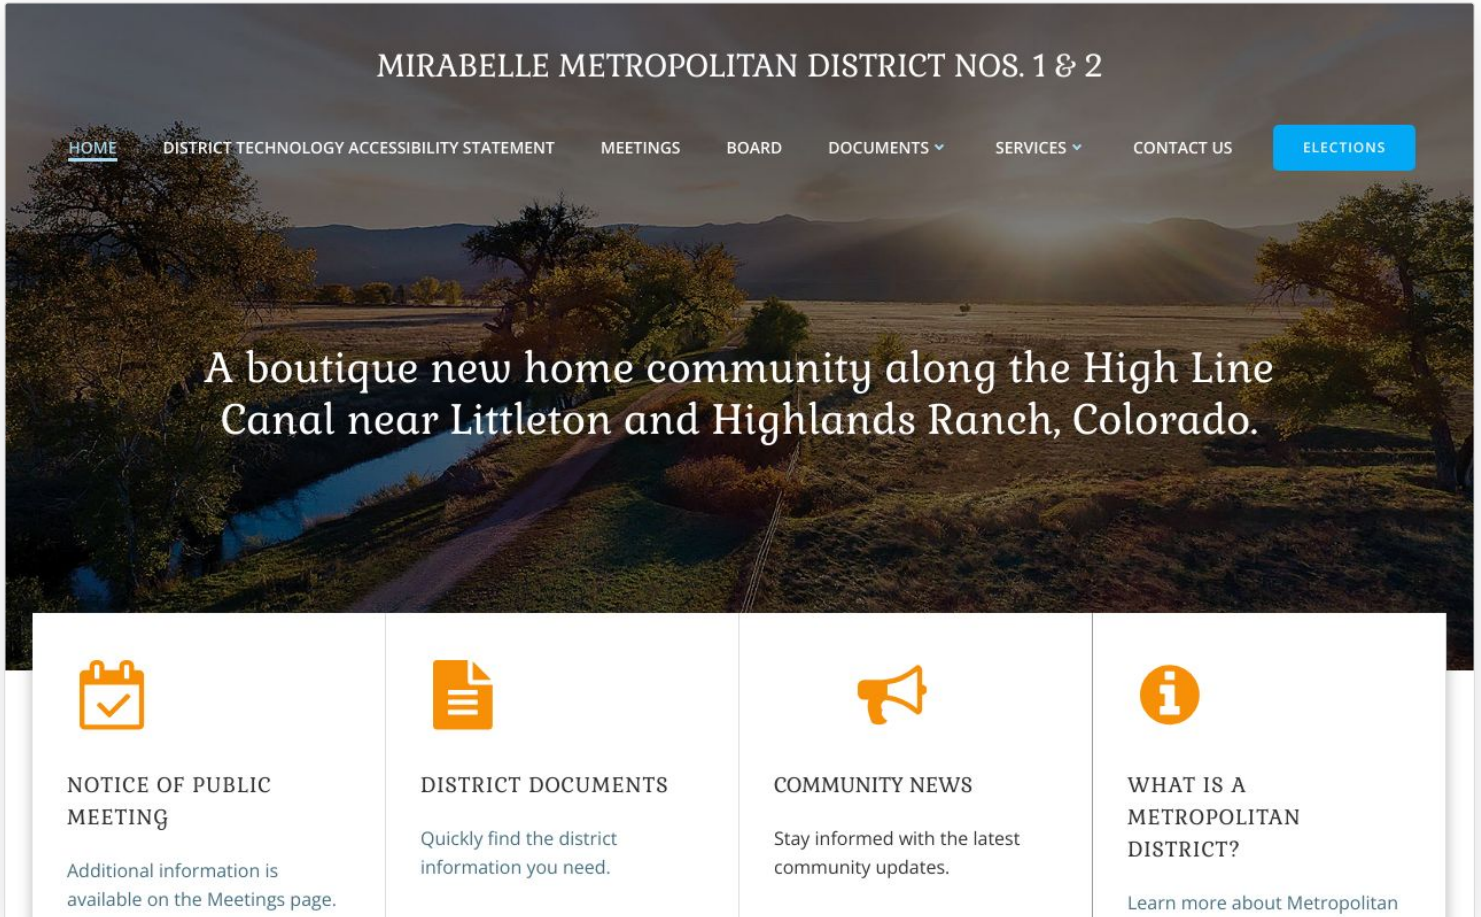 MIRABELLE METROPOLITAN DISTRICT NOS. 1 & 2
HOME DISTRICT TECHNOLOGY ACCESSIBILITY STATEMENT MEETINGS BOARD DOCUMENTS SERVICES CONTACT US ELECTIONS
A boutique new home community along the High Line
Canal near Littleton and Highlands Ranch, Colorado.
NOTICE OF PUBLIC
MEETING
Additional information is
available on the Meetings page.
DISTRICT DOCUMENTS
Quickly find the district
information you need.
COMMUNITY NEWS
Stay informed with the latest
community updates.
WHAT IS A
METROPOLITAN
DISTRICT?
Learn more about Metropolitan